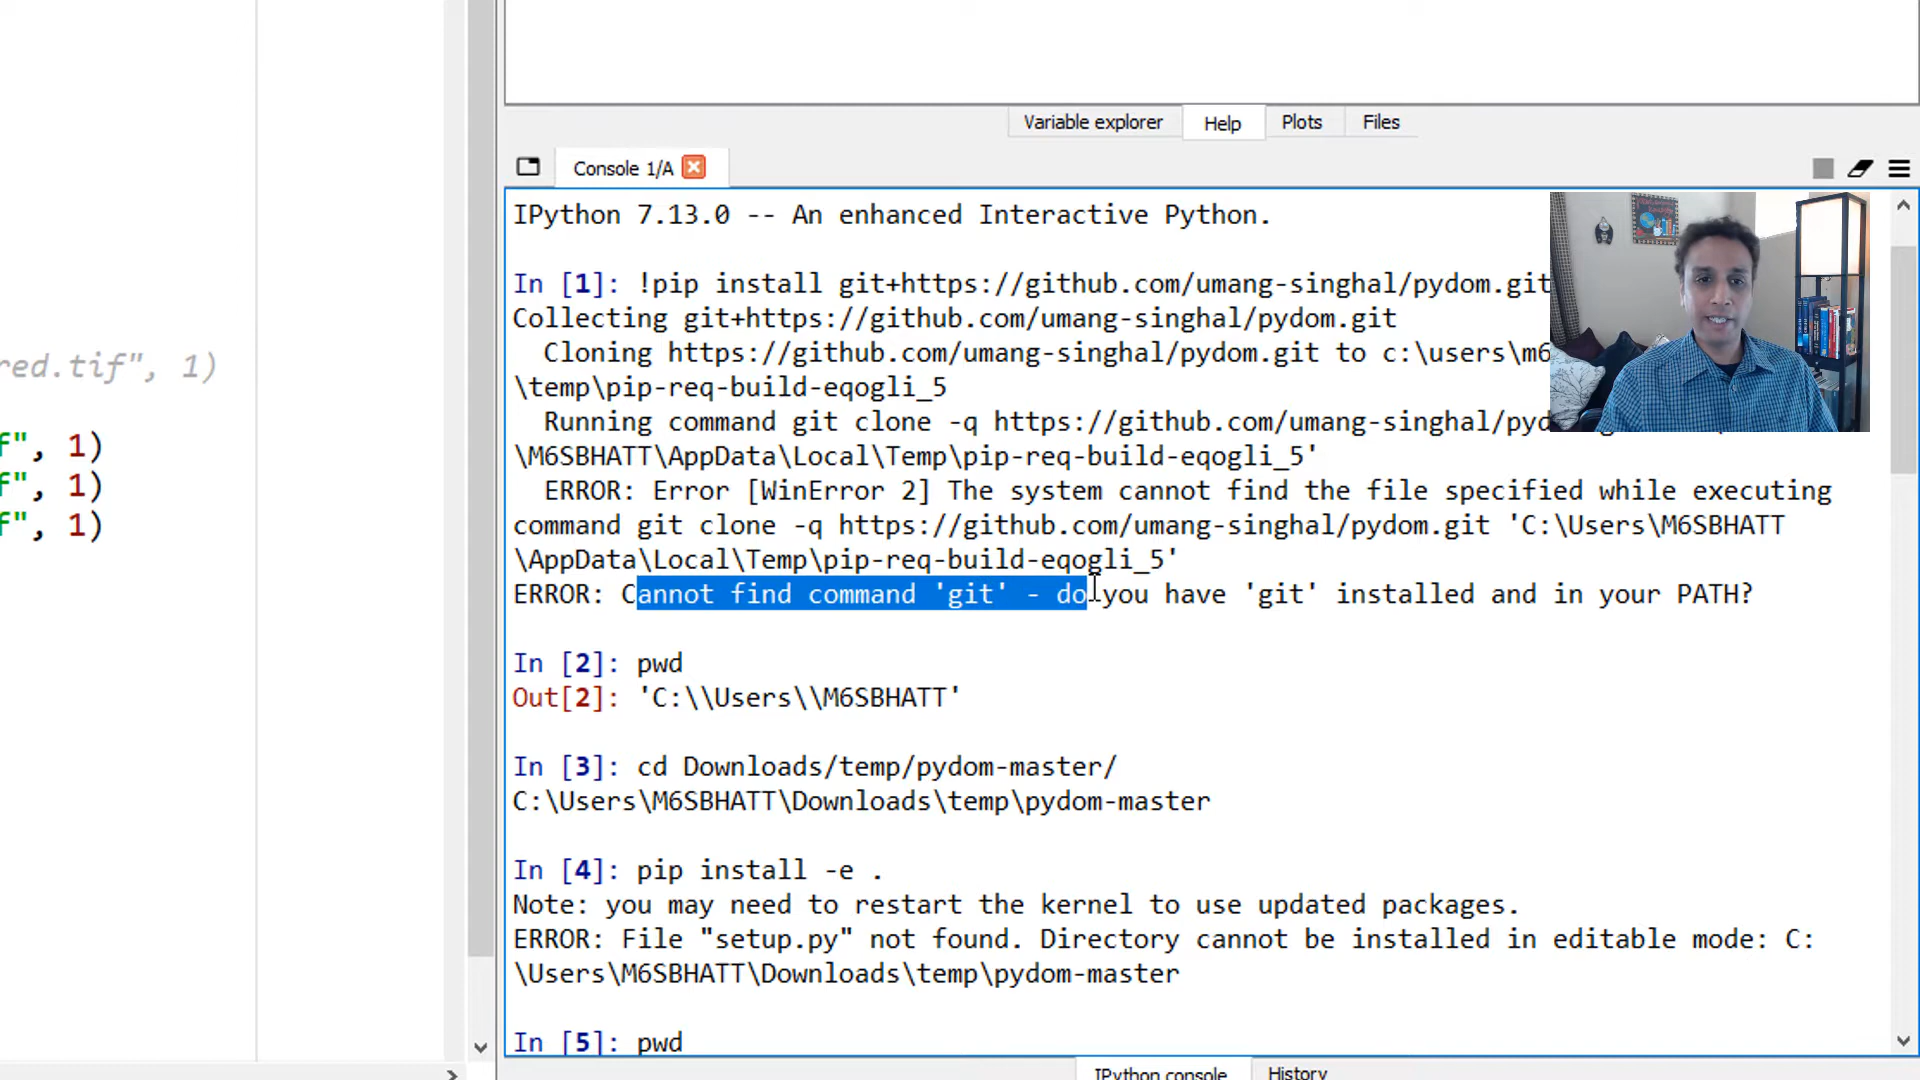 Variable explorer Help Plots Files
Console 1/A
IPython 7.13.0 -- An enhanced Interactive Python.
In [1]: !pip install git+https://github.com/umang-singhal/pydom.git
Collecting git+https://github.com/umang-singhal/pydom.git
Cloning https://github.com/umang-singhal/pydom.git to c:\users\m6
\temp\pip-req-build-eqogli_5
Running command git clone -q https://github.com/umang-singhal/pyd
\M6SBHATT\AppData\Local\Temp\pip-req-build-eqogli_5'
ERROR: Error [WinError 2] The system cannot find the file specified while executing
command git clone -q https://github.com/umang-singhal/pydom.git 'C:\Users\M6SBHATT
\AppData\Local\Temp\pip-req-build-eqogli_5'
ERROR: Cannot find command 'git' - do you have 'git' installed and in your PATH?
In [2]: pwd
Out[2]: 'C:\\Users\\M6SBHATT'
In [3]: cd Downloads/temp/pydom-master/
C:\Users\M6SBHATT\Downloads\temp\pydom-master
In [4]: pip install -e .
Note: you may need to restart the kernel to use updated packages.
ERROR: File "setup.py" not found. Directory cannot be installed in editable mode: C:
\Users\M6SBHATT\Downloads\temp\pydom-master
In [5]: pwd
IPython console History
red.tif", 1)
f", 1)
f", 1)
f", 1)